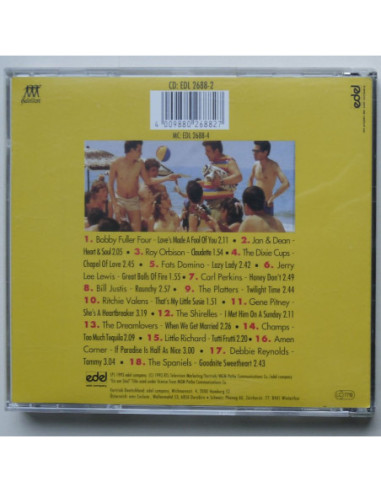 CD: EDL 2688-2
4 009880 268827
MC: EDL 2688-4
edel
1. Bobby Fuller Four - Love's Made A Fool Of You 2.11 • 2. Jan & Dean -
Heart & Soul 2.05 • 3. Roy Orbison - Claudette 1.54 • 4. The Dixie Cups -
Chapel Of Love 2.45 • 5. Fats Domino - Lazy Lady 2.42 • 6. Jerry
Lee Lewis - Great Balls Of Fire 1.55 • 7. Carl Perkins - Honey Don't 2.49
8. Bill Justis - Raunchy 2.57 • 9. The Platters - Twilight Time 2.44
10. Ritchie Valens - That's My Little Susie 1.51 • 11. Gene Pitney -
She's A Heartbreaker 3.19 • 12. The Shirelles - I Met Him On A Sunday 2.11
13. The Dreamlovers - When We Get Married 2.26 • 14. Champs -
Too Much Tequila 2.09 • 15. Little Richard - Tutti Frutti 2.20 • 16. Amen
Corner - If Paradise Is Half As Nice 3.00 • 17. Debbie Reynolds -
Tammy 3.04 • 18. The Spaniels - Goodnite Sweetheart 2.43
edel